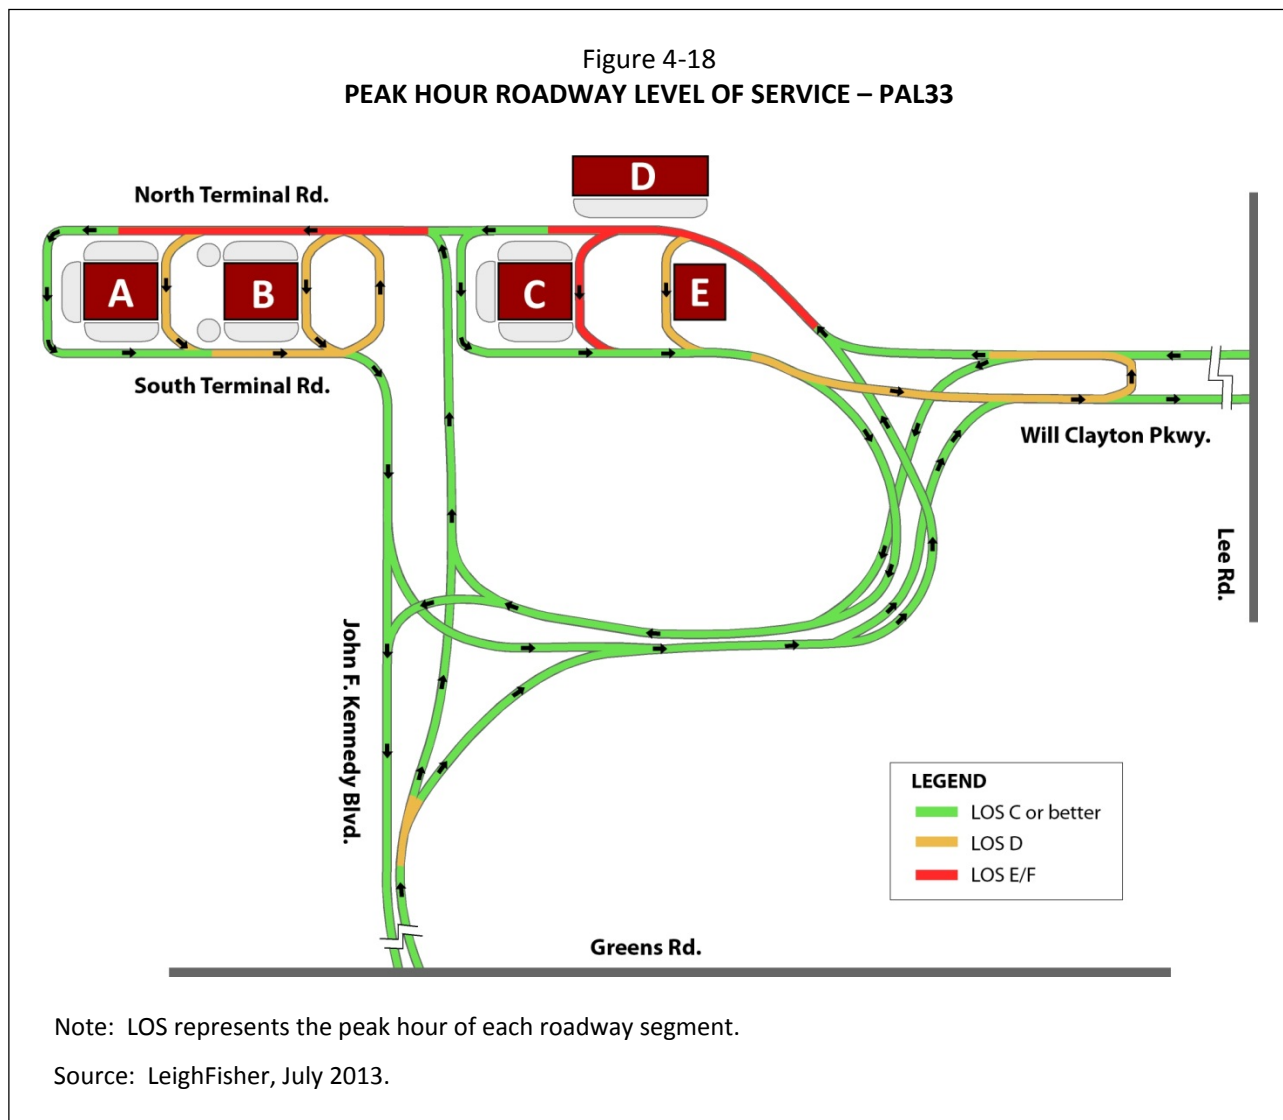 Figure 4-18
PEAK HOUR ROADWAY LEVEL OF SERVICE – PAL33
D
North Terminal Rd.
A
B
C
E
South Terminal Rd.
Will Clayton Pkwy.
Lee Rd.
John F. Kennedy Blvd.
LEGEND
LOS C or better
LOS D
LOS E/F
Greens Rd.
Note: LOS represents the peak hour of each roadway segment.
Source: LeighFisher, July 2013.